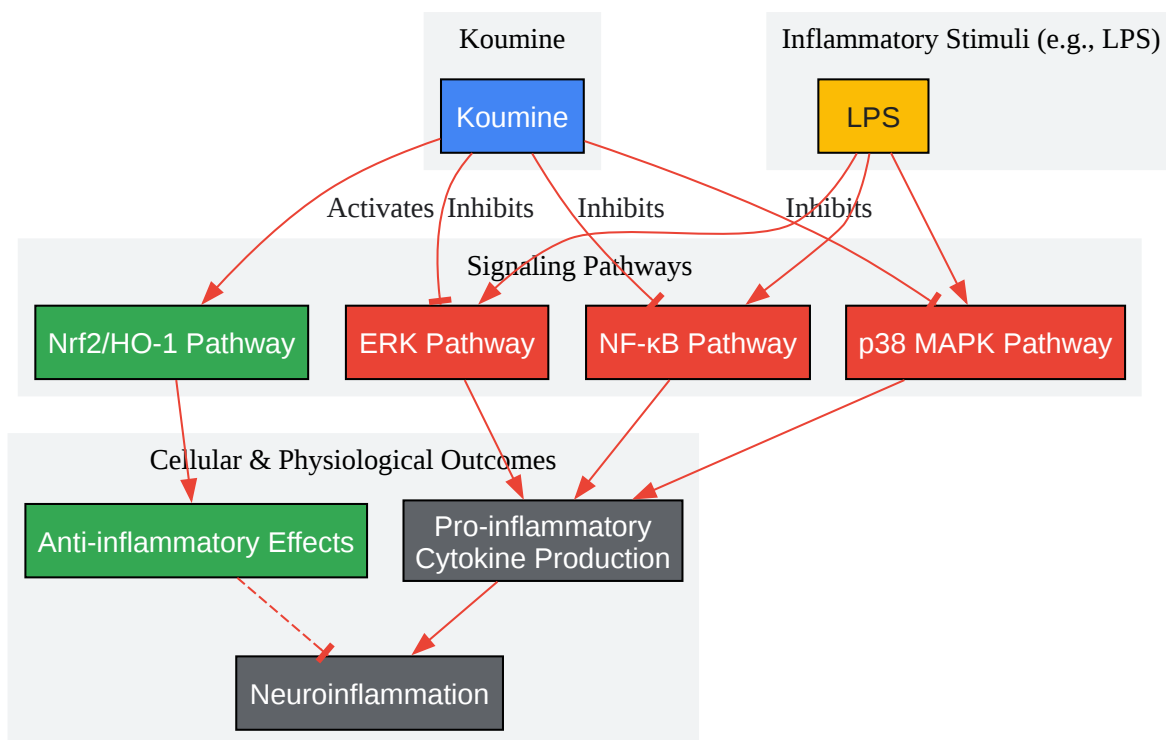 Koumine
Inflammatory Stimuli (e.g., LPS)
Koumine
LPS
Activates
Inhibits
Inhibits
Inhibits
Signaling Pathways
Nrf2/HO-1 Pathway
ERK Pathway
NF-κB Pathway
p38 MAPK Pathway
Cellular & Physiological Outcomes
Anti-inflammatory Effects
Pro-inflammatory
Cytokine Production
Neuroinflammation